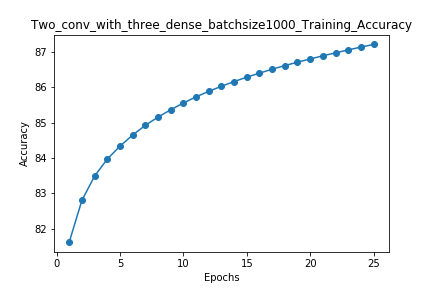 Two_conv_with_three_dense_batchsize1000_Training_Accuracy
87
86
85
84
83
82
Accuracy
0 5 10 15 20 25
Epochs